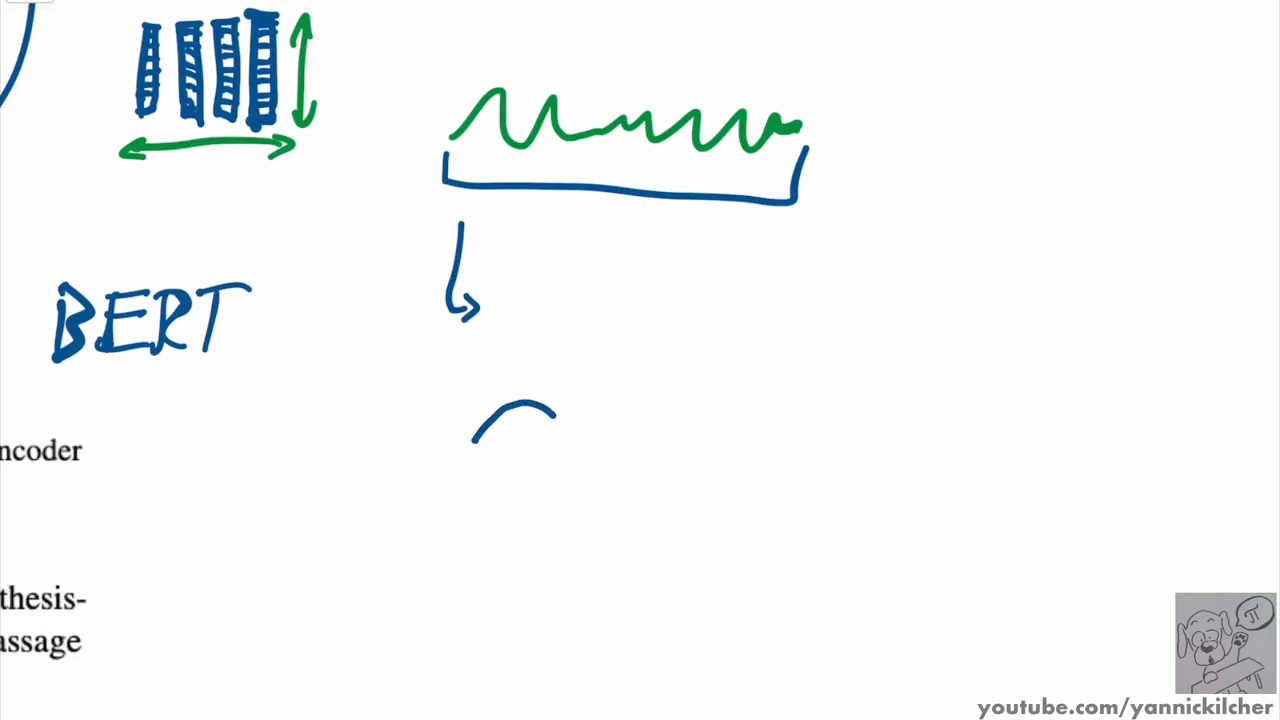 BERT
ncoder
thesis-
assage
π
youtube.com/yannickilcher